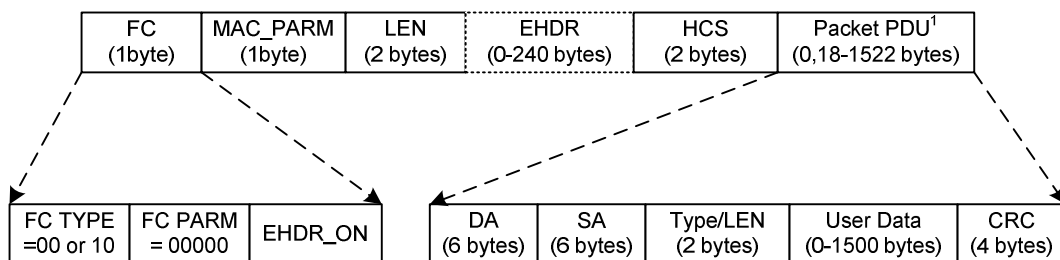 FC
(1byte)
MAC_PARM
(1byte)
LEN
(2 bytes)
EHDR
(0-240 bytes)
HCS
(2 bytes)
Packet PDU¹
(0,18-1522 bytes)
FC TYPE
=00 or 10
FC PARM
= 00000
EHDR_ON
DA
(6 bytes)
SA
(6 bytes)
Type/LEN
(2 bytes)
User Data
(0-1500 bytes)
CRC
(4 bytes)